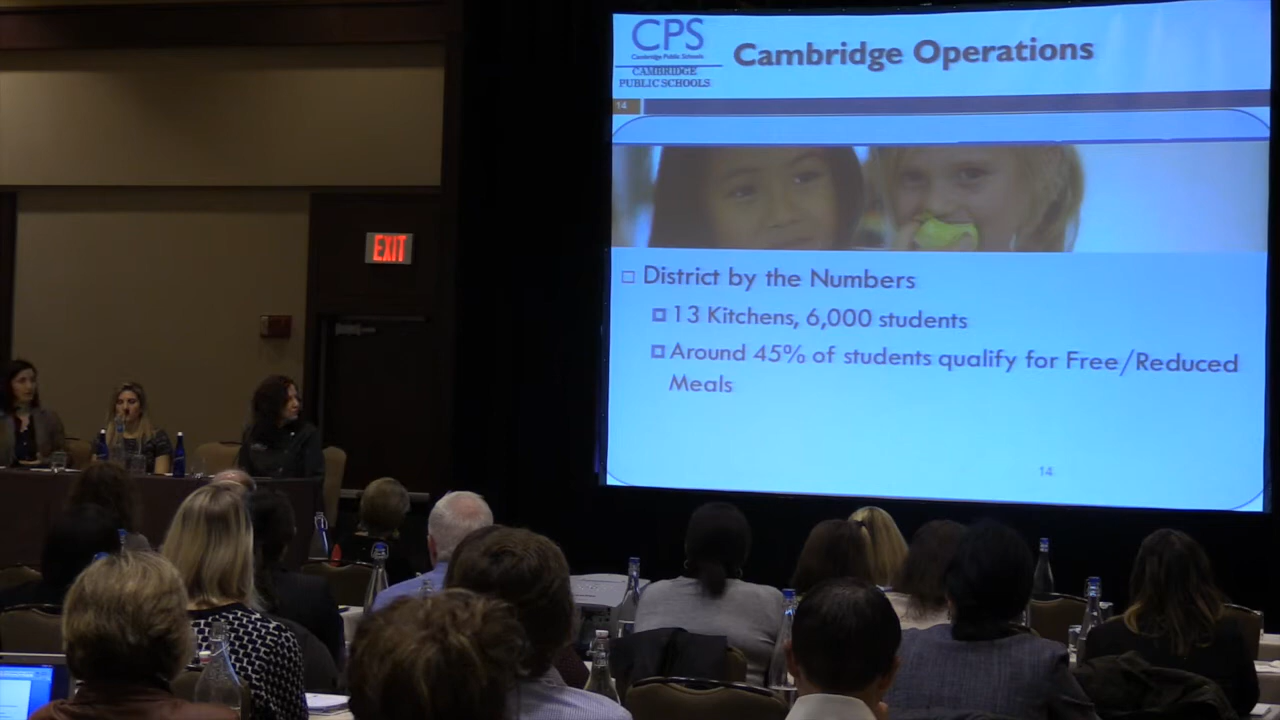 CPS
Cambridge Public Schools
CAMBRIDGE
PUBLIC SCHOOLS
Cambridge Operations
14
EXIT
District by the Numbers
13 Kitchens, 6,000 students
Around 45% of students qualify for Free/Reduced
Meals
14